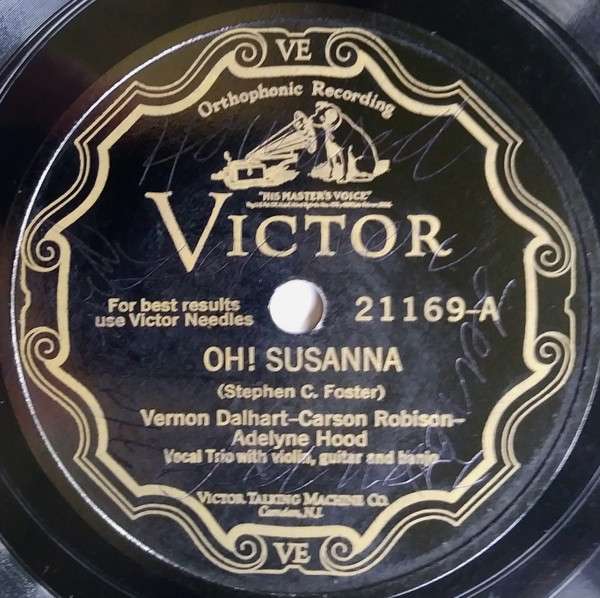 VE
Orthophonic Recording
"HIS MASTER'S VOICE"
VICTOR
For best results
use Victor Needles
21169-A
OH! SUSANNA
(Stephen C. Foster)
Vernon Dalhart-Carson Robison-
Adelyne Hood
Vocal Trio with violin, guitar and banjo
VICTOR TALKING MACHINE CO.
Camden, N.J.
VE